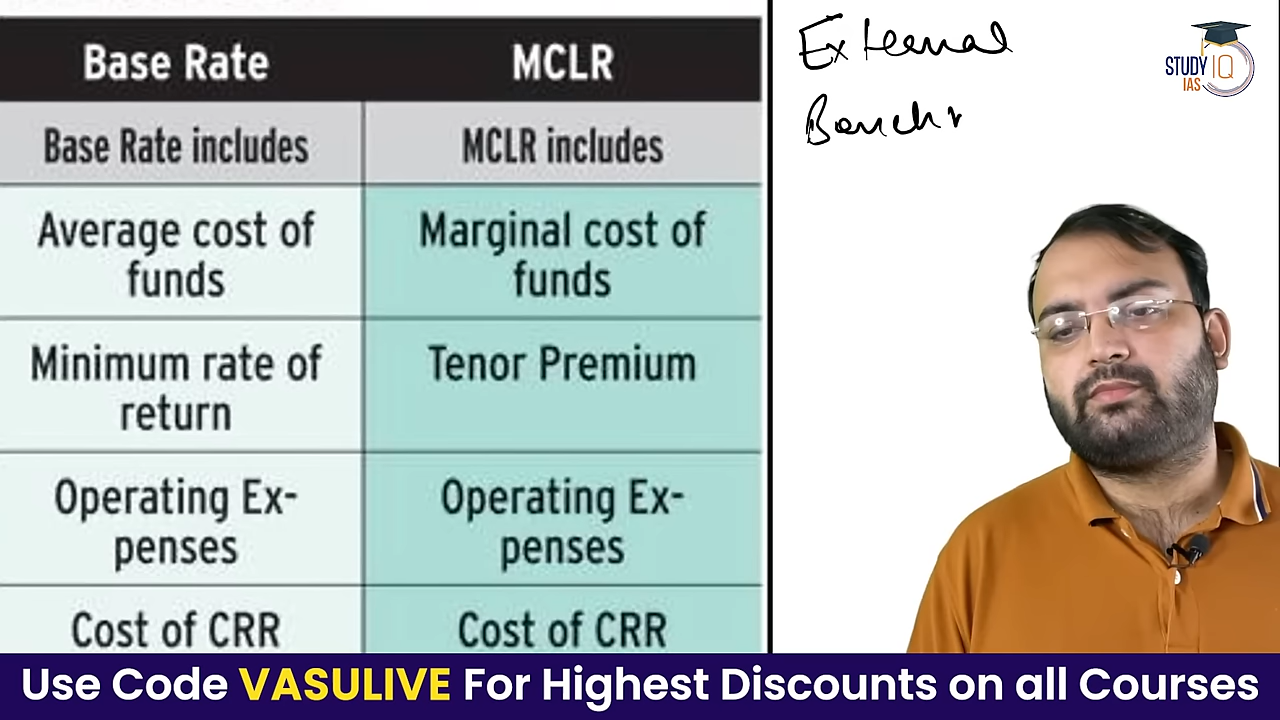 Base Rate
MCLR
Base Rate includes
MCLR includes
Average cost of
funds
Marginal cost of
funds
Minimum rate of
return
Tenor Premium
Operating Ex-
penses
Operating Ex-
penses
Cost of CRR
Cost of CRR
External
STUDY IQ
IAS
Use Code VASULIVE For Highest Discounts on all Courses